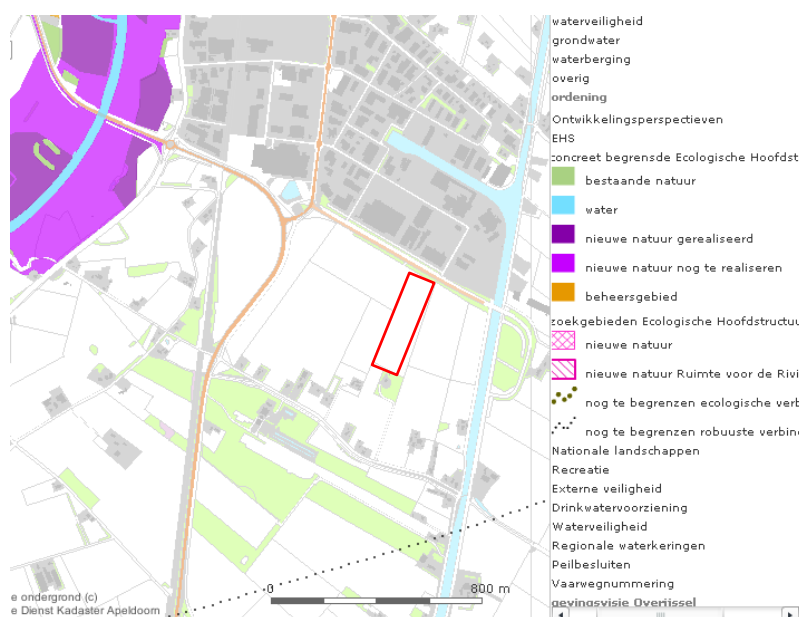 waterveiligheid
grondwater
waterberging
overig
ordening
Ontwikkelingsperspectieven
EHS
concreet begrensde Ecologische Hoofdst
bestaande natuur
water
nieuwe natuur gerealiseerd
nieuwe natuur nog te realiseren
beheersgebied
zoekgebieden Ecologische Hoofdstructuu
nieuwe natuur
nieuwe natuur Ruimte voor de Rivi
nog te begrenzen ecologische verb
nog te begrenzen robuuste verbin
Nationale landschappen
Recreatie
Externe veiligheid
Drinkwatervoorziening
Waterveiligheid
Regionale waterkeringen
Peilbesluiten
Vaarwegnummering
gevingsvisie Overijssel
0 800 m
e ondergrond (c)
e Dienst Kadaster Apeldoorn